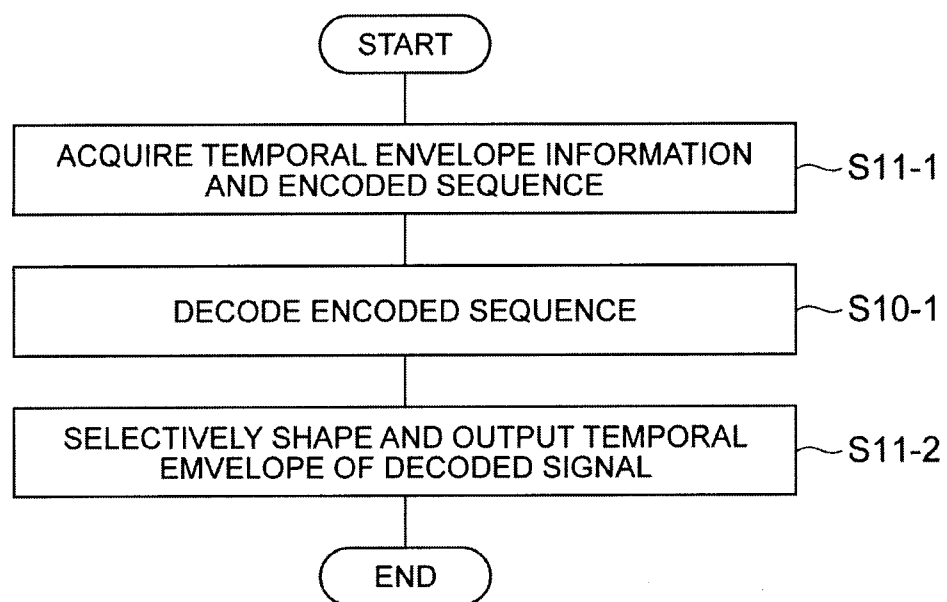 START
ACQUIRE TEMPORAL ENVELOPE INFORMATION
AND ENCODED SEQUENCE
S11-1
DECODE ENCODED SEQUENCE
S10-1
SELECTIVELY SHAPE AND OUTPUT TEMPORAL
EMVELOPE OF DECODED SIGNAL
S11-2
END